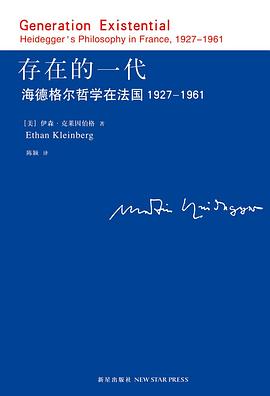 Generation Existential
Heidegger's Philosophy in France, 1927-1961
存在的一代
海德格尔哲学在法国 1927-1961
[美] 伊森·克莱因伯格 著
Ethan Kleinberg
陈颖 译
Martin Heidegger
新星出版社 NEW STAR PRESS